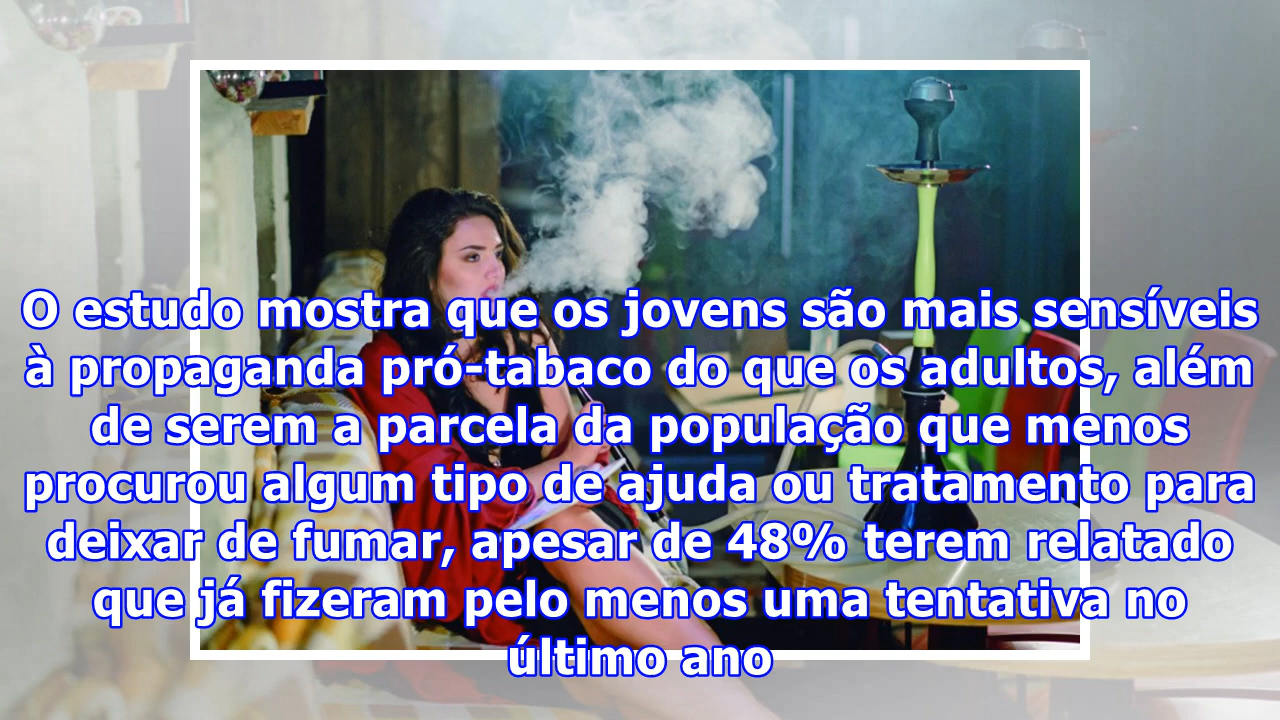 O estudo mostra que os jovens são mais sensíveis
à propaganda pró-tabaco do que os adultos, além
de serem a parcela da população que menos
procurou algum tipo de ajuda ou tratamento para
deixar de fumar, apesar de 48% terem relatado
que já fizeram pelo menos uma tentativa no
último ano